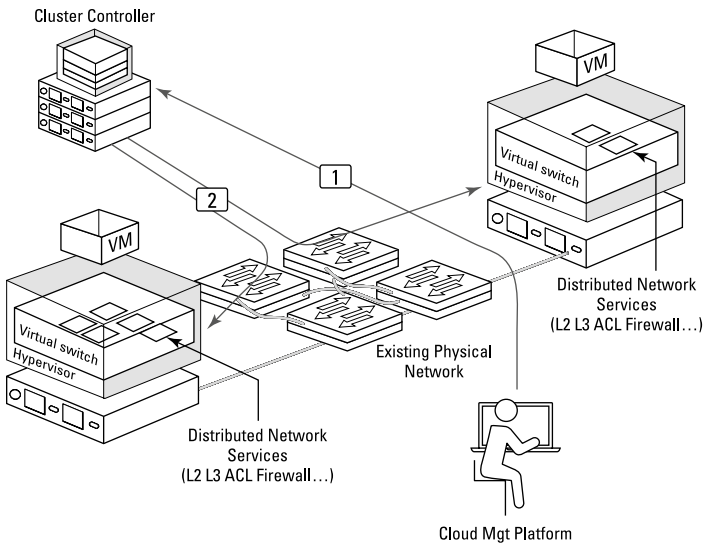 Cluster Controller
VM
Virtual switch
Hypervisor
1
2
VM
Virtual switch
Hypervisor
Distributed Network
Services
(L2 L3 ACL Firewall...)
Existing Physical
Network
Distributed Network
Services
(L2 L3 ACL Firewall...)
Cloud Mgt Platform